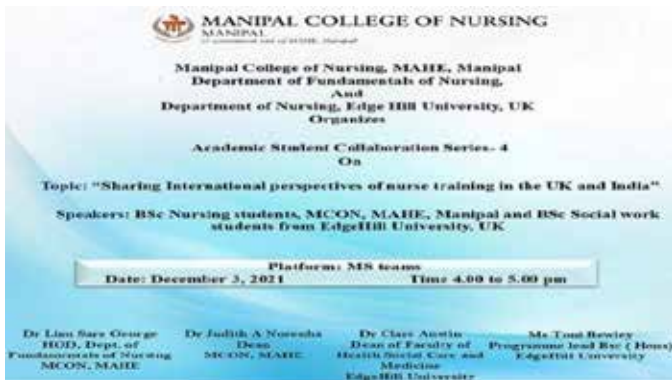 MANIPAL COLLEGE OF NURSING
MANIPAL
Manipal College of Nursing, MAHE, Manipal
Department of Fundamentals of Nursing,
And
Department of Nursing, Edge Hill University, UK
Organizes
Academic Student Collaboration Series- 4
On
Topic: "Sharing International perspectives of nurse training in the UK and India"
Speakers: BSc Nursing students, MCON, MAHE, Manipal and BSc Social work
students from EdgeHill University, UK
Platform: MS teams
Date: December 3, 2021 Time 4.00 to 5.00 pm
Dr Judith A Noronha
Dean
MCON, MAHE
Dr Sara George
HOD, Dept. of
Fundamentals of Nursing
MCON, MAHE
Dr Clare Austin
Dean of Faculty of
Health Social Care and
Medicine
EdgeHill University
Ms Toni Bewley
Programme lead Bsc ( Hons)
EdgeHill University